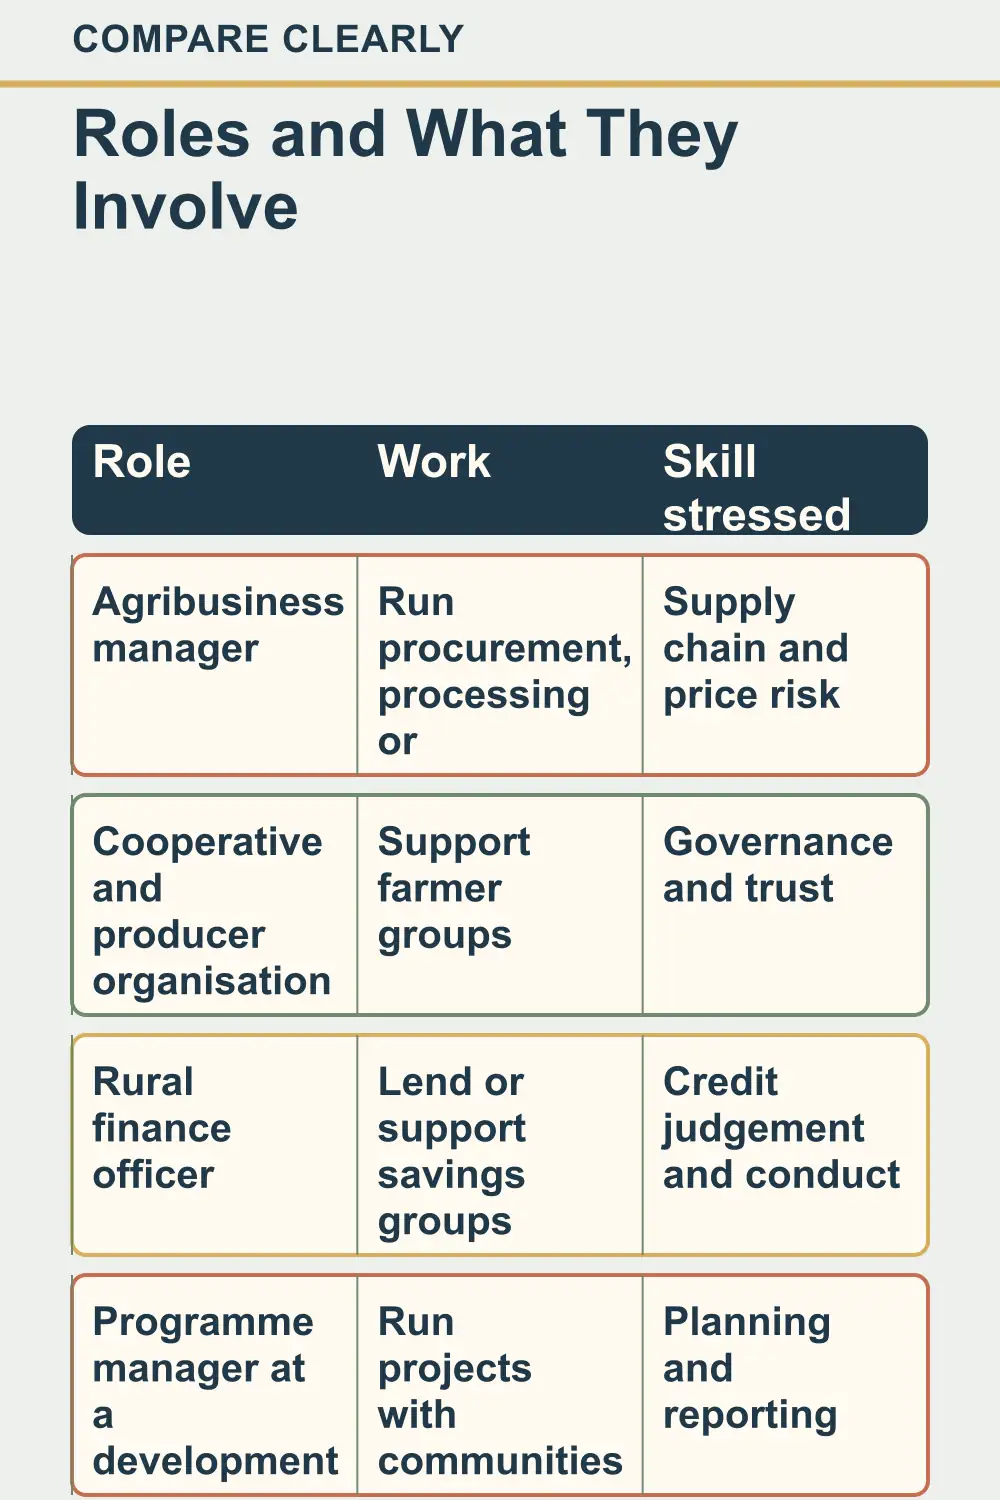 COMPARE CLEARLY
Roles and What They
Involve
Role
Work
Skill
stressed
Agribusiness
manager
Run
procurement,
processing
or
Supply
chain and
price risk
Cooperative
and
producer
organisation
Support
farmer
groups
Governance
and trust
Rural
finance
officer
Lend or
support
savings
groups
Credit
judgement
and conduct
Programme
manager at
a
development
Run
projects
with
communities
Planning
and
reporting